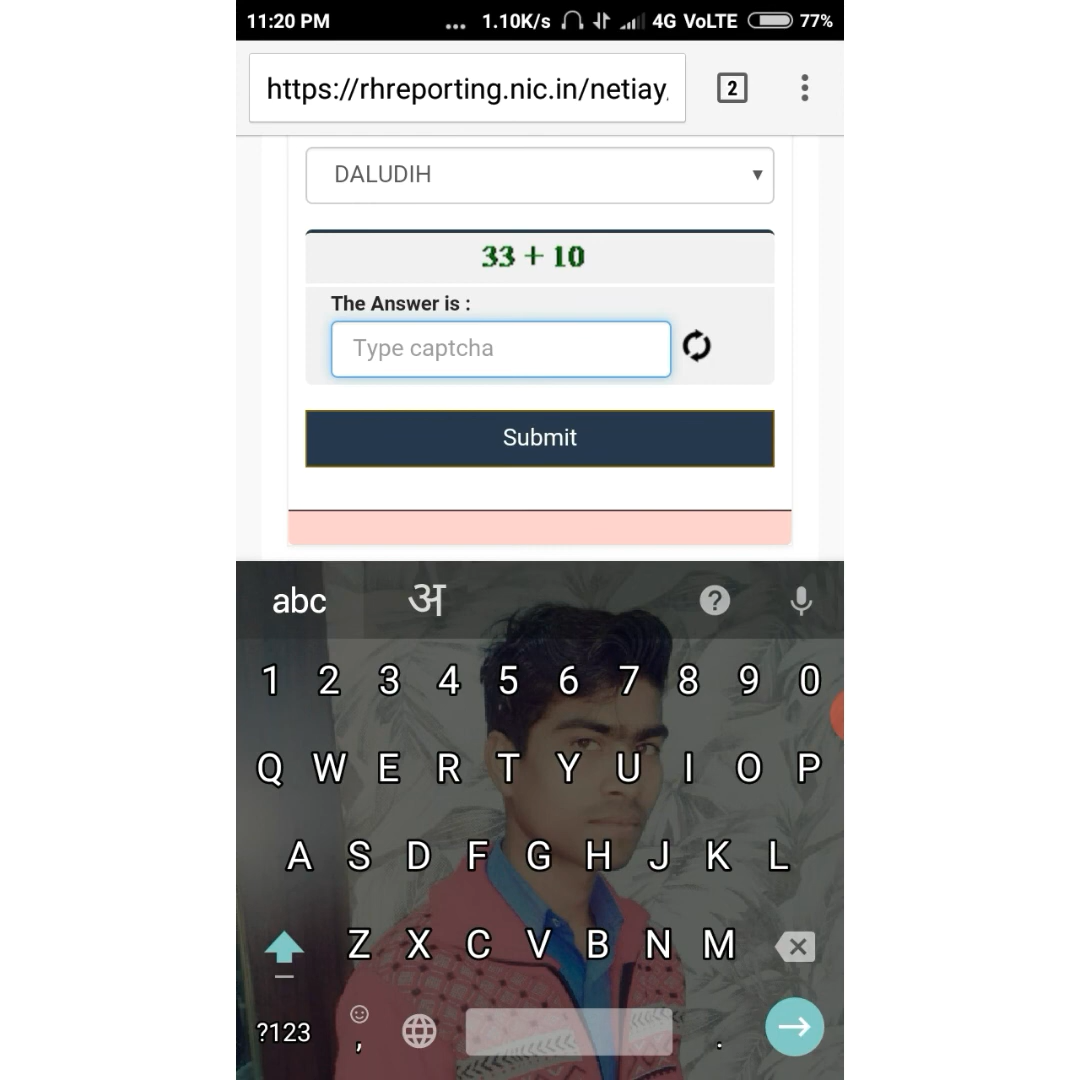 11:20 PM ... 1.10K/s 4G VoLTE 77%
https://rhreporting.nic.in/netiay, 2
DALUDIH
33 + 10
The Answer is :
Type captcha
Submit
abc अ ?
1 2 3 4 5 6 7 8 9 0
Q W E R T Y U I O P
A S D F G H J K L
Z X C V B N M
?123 , .